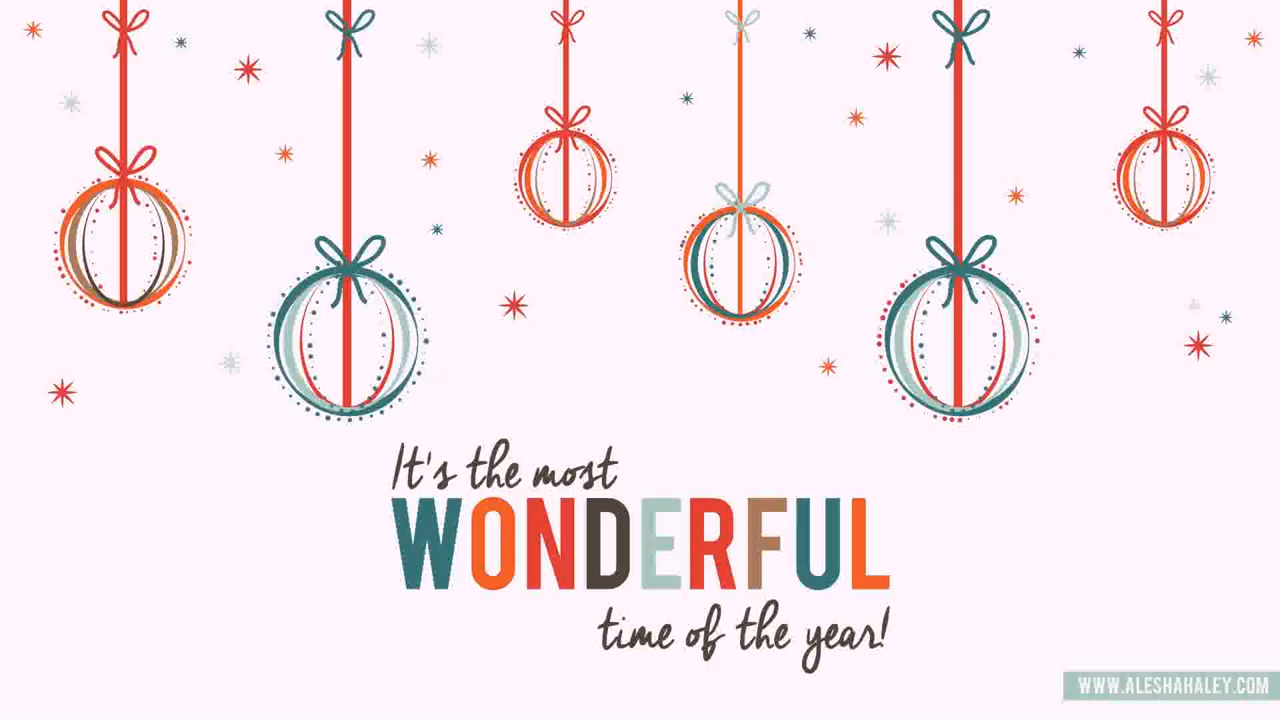 It's the most
WONDERFUL
time of the year!
WWW.ALESHAHALEY.COM